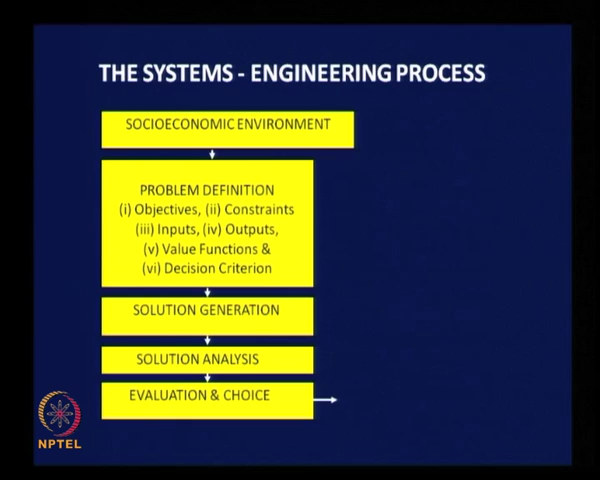 THE SYSTEMS - ENGINEERING PROCESS
SOCIOECONOMIC ENVIRONMENT
PROBLEM DEFINITION
(i) Objectives, (ii) Constraints
(iii) Inputs, (iv) Outputs,
(v) Value Functions &
(vi) Decision Criterion
SOLUTION GENERATION
SOLUTION ANALYSIS
EVALUATION & CHOICE
NPTEL